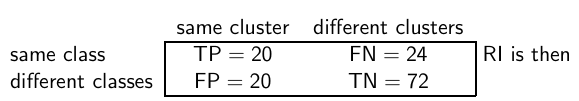 same cluster different clusters
same class TP = 20 FN = 24 RI is then
different classes FP = 20 TN = 72